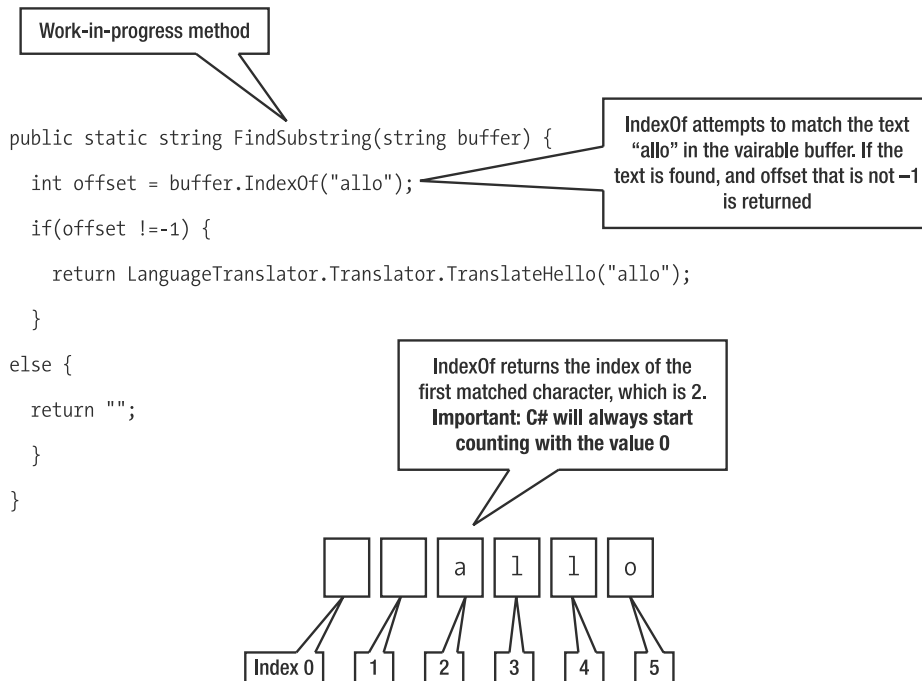 Work-in-progress method
public static string FindSubstring(string buffer) {
int offset = buffer.IndexOf("allo");
if(offset !=-1) {
return LanguageTranslator.Translator.TranslateHello("allo");
}
else {
return "";
}
}
IndexOf attempts to match the text
“allo” in the vairable buffer. If the
text is found, and offset that is not –1
is returned
IndexOf returns the index of the
first matched character, which is 2.
Important: C# will always start
counting with the value 0
a l l o
Index 0 1 2 3 4 5